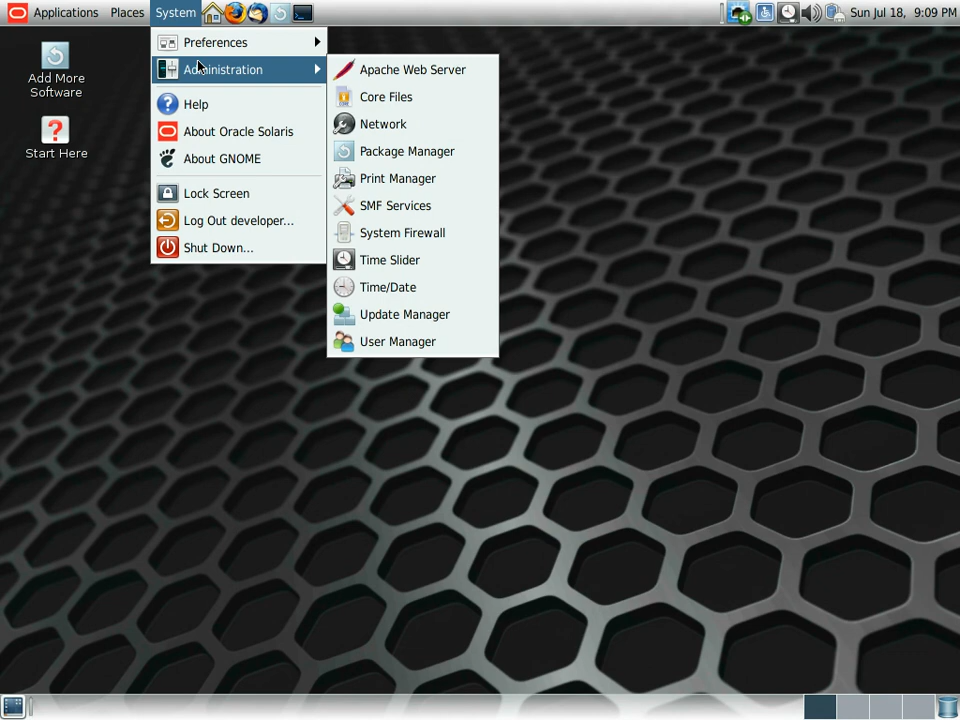 Applications Places System
Sun Jul 18, 9:09 PM
Add More
Software
Start Here
Preferences
Administration
Help
About Oracle Solaris
About GNOME
Lock Screen
Log Out developer...
Shut Down...
Apache Web Server
Core Files
Network
Package Manager
Print Manager
SMF Services
System Firewall
Time Slider
Time/Date
Update Manager
User Manager